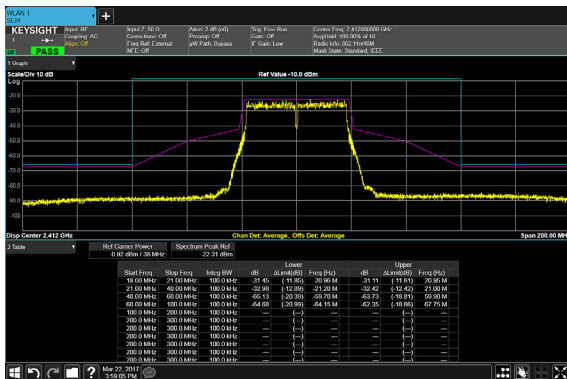 WLAN 1
SLM
+
KEYSIGHT
Input: RF
Coupling: AC
Align: Off
Input Z: 50 Ω
Corrections: Off
Freq Ref: External
NFE: Off
Atten: 2 dB (e0)
Preamp: Off
µW Path: Bypass
Trig: Free Run
Gate: Off
IF Gain: Low
Center Freq: 2.412000000 GHz
Avg|Hold: 100.00% of 10
Radio Info: 802.11n/40M
Mask State: Standard, IEEE
PASS
1 Graph
Scale/Div 10 dB
Ref Value -10.0 dBm
Log
-20.0
-30.0
-40.0
-50.0
-60.0
-70.0
-80.0
-90.0
-100
Disp Center 2.412 GHz
Chan Det: Average, Offs Det: Average
Span 200.00 MH
2 Table
Ref Carrier Power
Spectrum Peak Ref
-0.92 dBm / 38 MHz
-22.31 dBm
Lower Upper
Start Freq Stop Freq Integ BW dB ΔLimit(dB) Freq (Hz) dB ΔLimit(dB) Freq (Hz)
19.00 MHz 21.00 MHz 100.0 kHz -31.45 (-11.85) -20.96 M -31.11 (-11.61) 20.95 M
21.00 MHz 40.00 MHz 100.0 kHz -32.98 (-12.89) -21.20 M -32.42 (-12.42) 21.00 M
40.00 MHz 60.00 MHz 100.0 kHz -65.13 (-20.39) -59.70 M -63.73 (-18.81) 59.90 M
60.00 MHz 100.0 MHz 100.0 kHz -64.68 (-20.99) -64.15 M -62.35 (-18.66) 67.75 M
100.0 MHz 200.0 MHz 100.0 kHz — (—) — — (—) —
200.0 MHz 300.0 MHz 100.0 kHz — (—) — — (—) —
200.0 MHz 300.0 MHz 100.0 kHz — (—) — — (—) —
200.0 MHz 300.0 MHz 100.0 kHz — (—) — — (—) —
200.0 MHz 300.0 MHz 100.0 kHz — (—) — — (—) —
200.0 MHz 300.0 MHz 100.0 kHz — (—) — — (—) —
?
Mar 22, 2017
3:59:05 PM